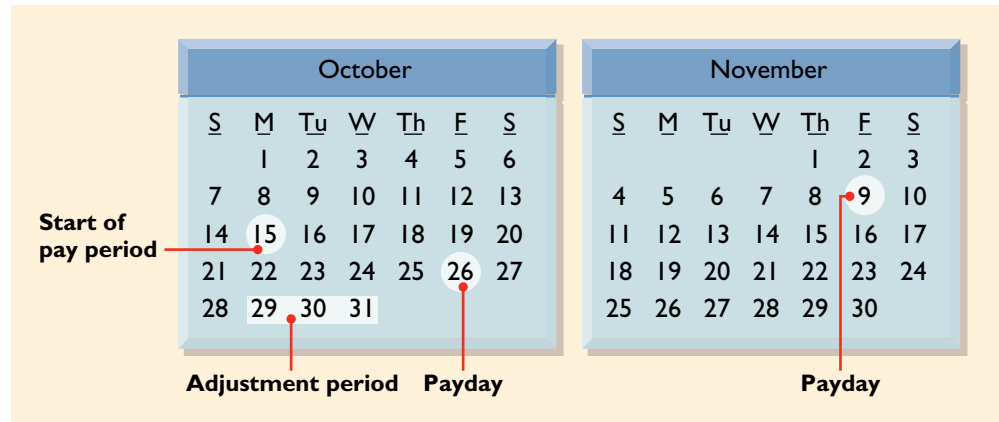 October
S M Tu W Th F S
1 2 3 4 5 6
7 8 9 10 11 12 13
14 15 16 17 18 19 20
21 22 23 24 25 26 27
28 29 30 31
November
S M Tu W Th F S
1 2 3
4 5 6 7 8 9 10
11 12 13 14 15 16 17
18 19 20 21 22 23 24
25 26 27 28 29 30
Start of
pay period
Adjustment period
Payday
Payday